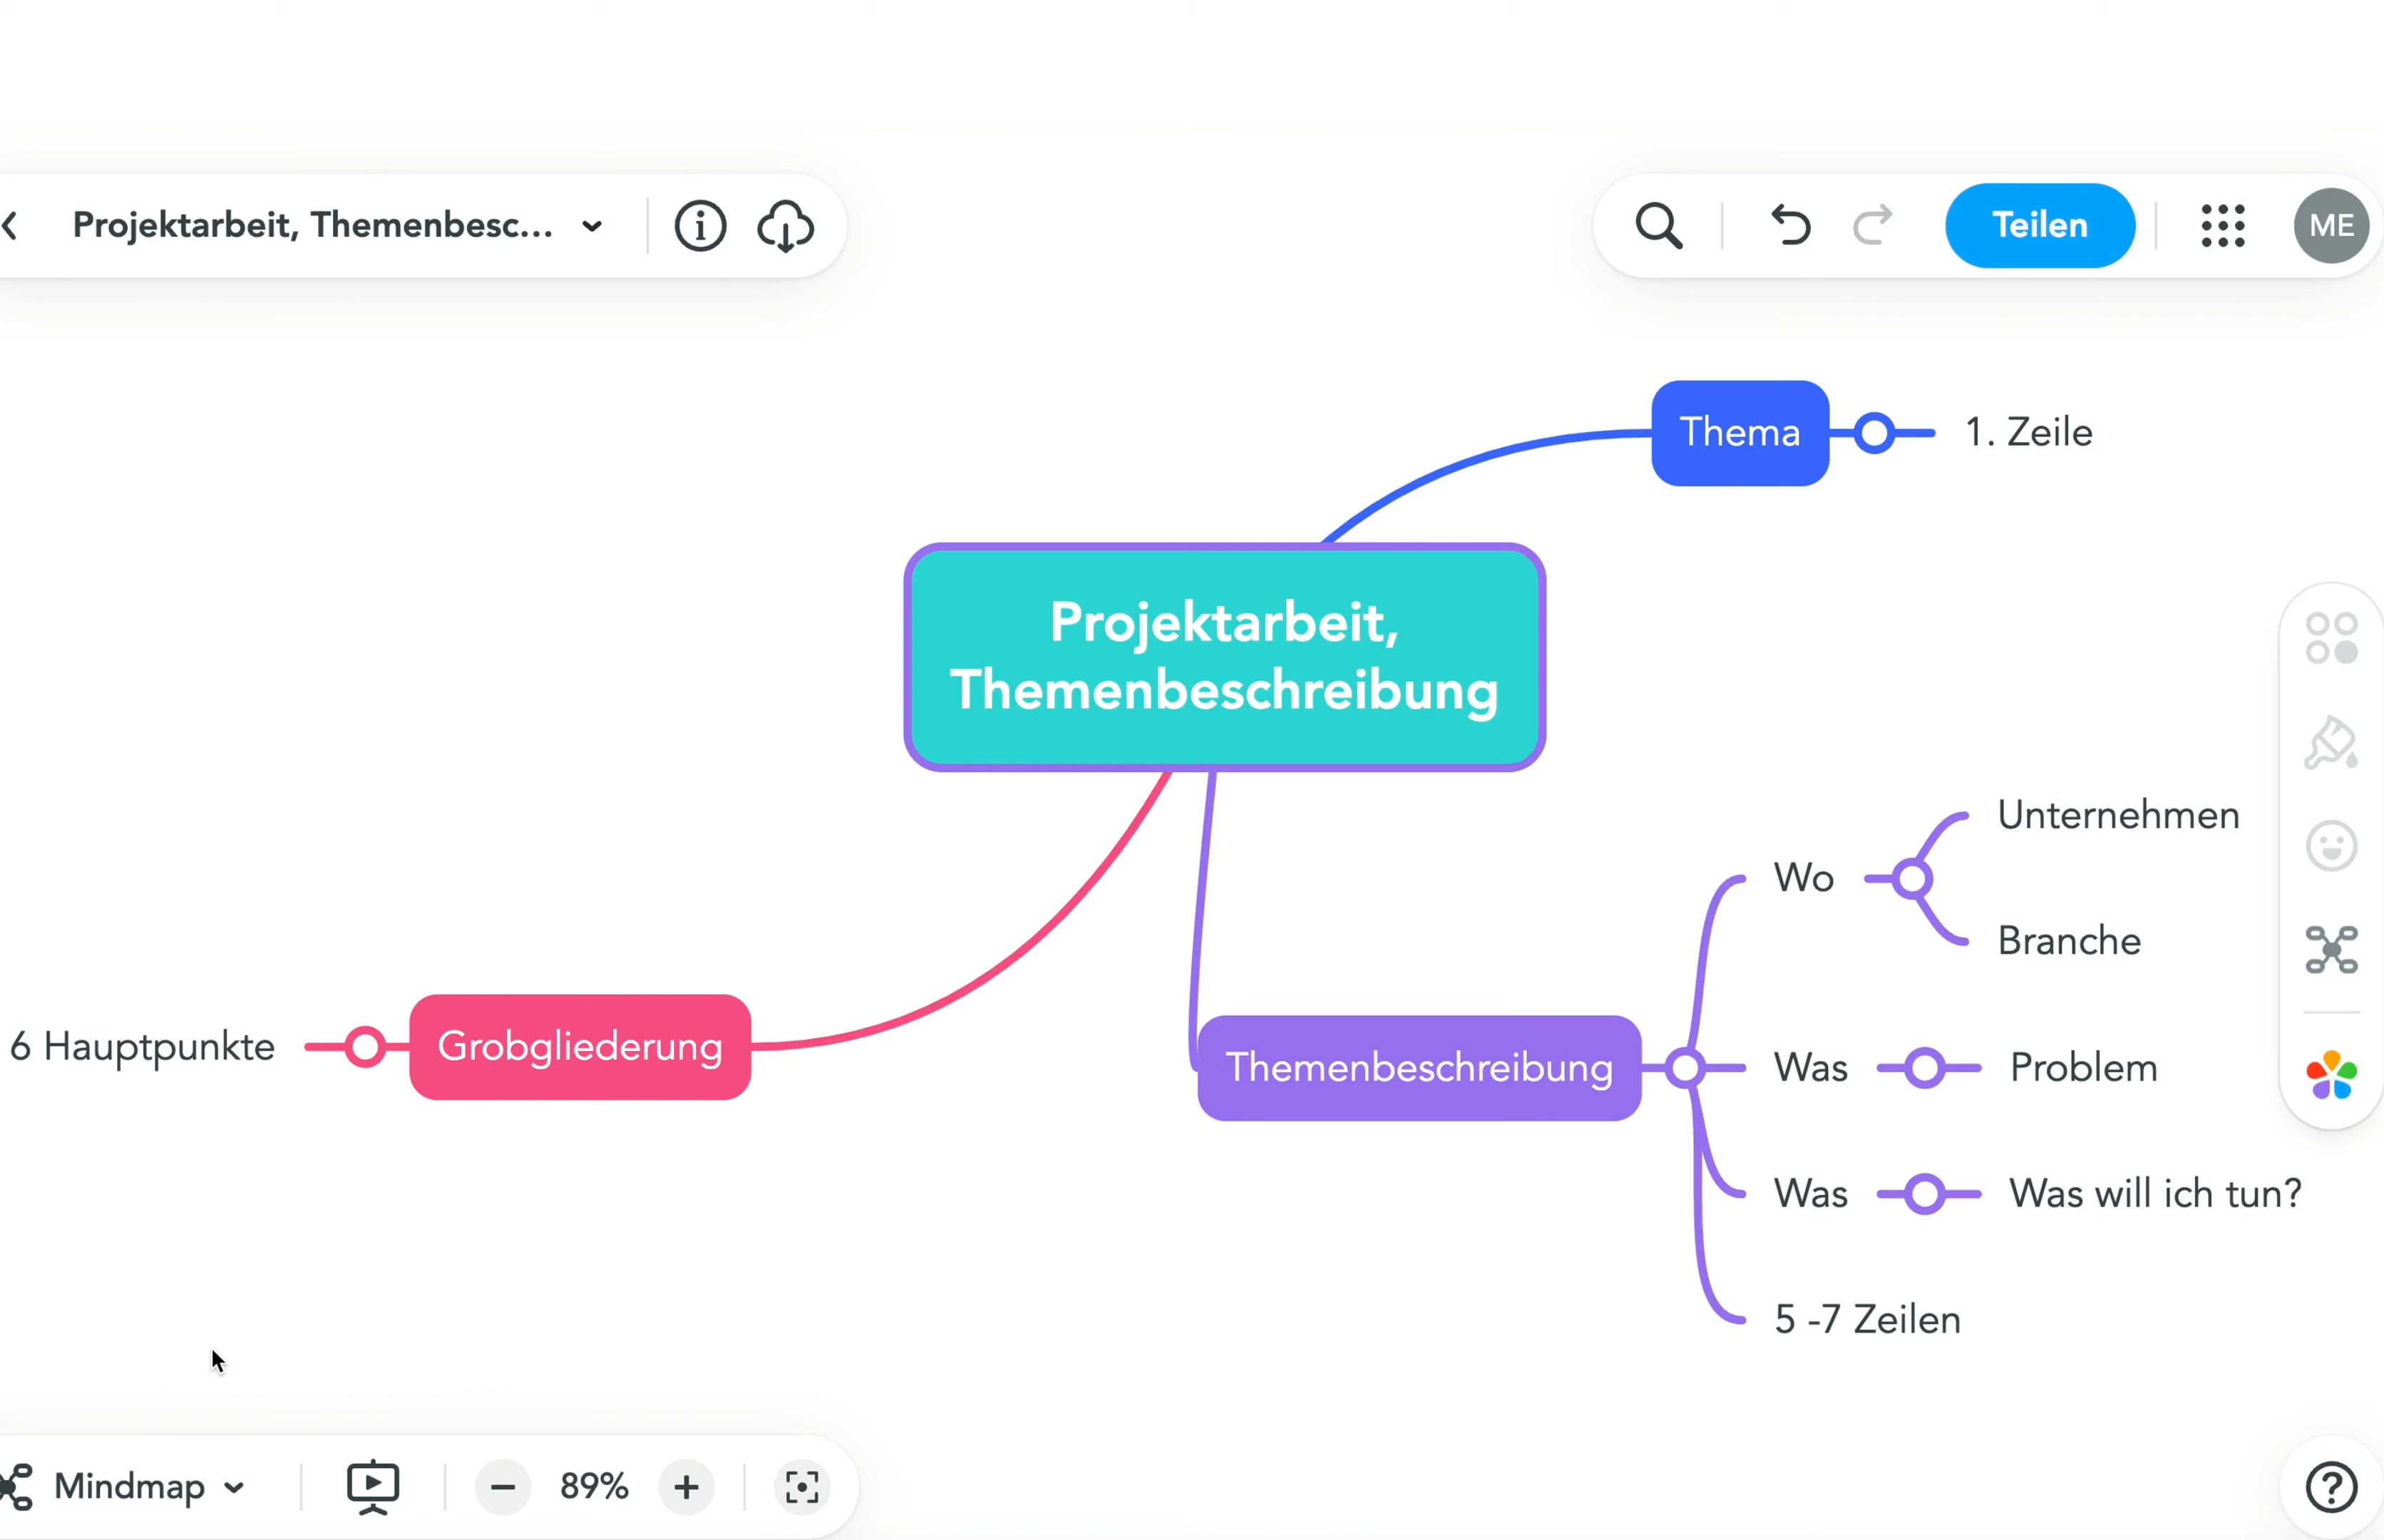 Projektarbeit, Themenbesc...
Teilen
ME
Thema
1. Zeile
Projektarbeit,
Themenbeschreibung
Unternehmen
Wo
Branche
6 Hauptpunkte
Grobgliederung
Themenbeschreibung
Was
Problem
Was
Was will ich tun?
5 -7 Zeilen
Mindmap
89%